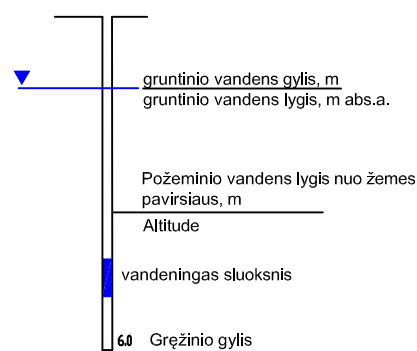 gruntinio vandens gylis, m
gruntinio vandens lygis, m abs.a.
Požeminio vandens lygis nuo žemes
pavirsiaus, m
Altitude
vandeningas sluoksnis
6.0 Gręžinio gylis